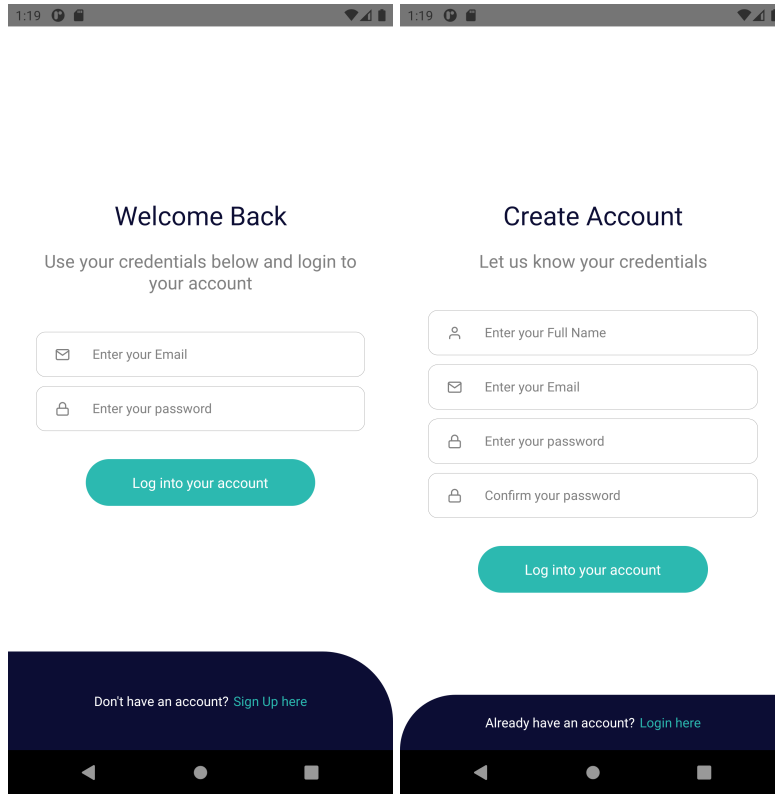 1:19
Welcome Back
Use your credentials below and login to
your account
Enter your Email
Enter your password
Log into your account
Don't have an account? Sign Up here
1:19
Create Account
Let us know your credentials
Enter your Full Name
Enter your Email
Enter your password
Confirm your password
Log into your account
Already have an account? Login here